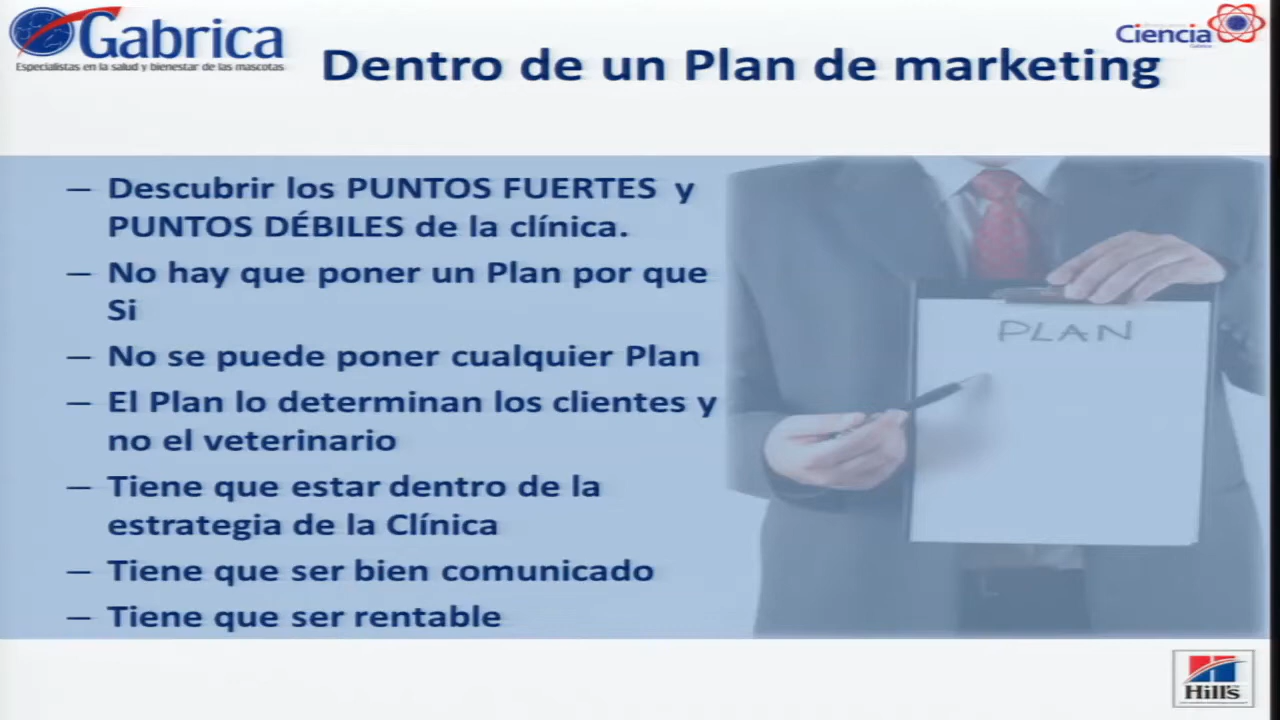 Gabrica
Especialistas en la salud y bienestar de las mascotas
Ciencia
Dentro de un Plan de marketing
– Descubrir los PUNTOS FUERTES y
PUNTOS DÉBILES de la clínica.
– No hay que poner un Plan por que
Si
– No se puede poner cualquier Plan
– El Plan lo determinan los clientes y
no el veterinario
– Tiene que estar dentro de la
estrategia de la Clínica
– Tiene que ser bien comunicado
– Tiene que ser rentable
PLAN
Hill's